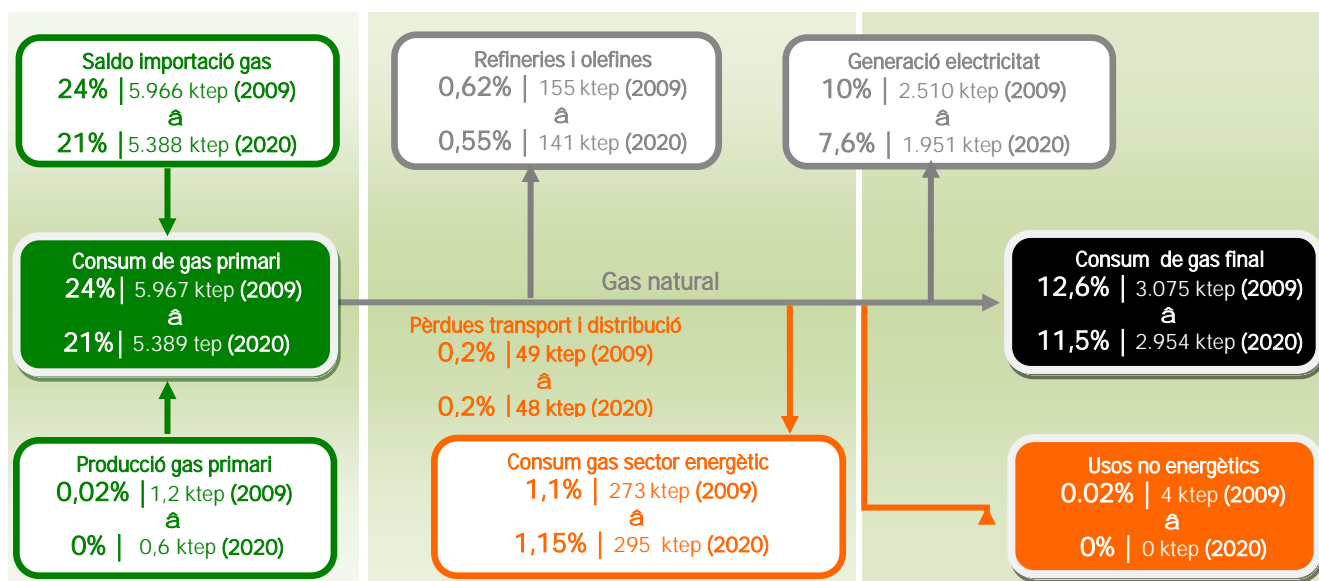 Saldo importació gas
24% | 5.966 ktep (2009)
â
21% | 5.388 ktep (2020)
Refineries i olefines
0,62% | 155 ktep (2009)
â
0,55% | 141 ktep (2020)
Generació electricitat
10% | 2.510 ktep (2009)
â
7,6% | 1.951 ktep (2020)
Consum de gas primari
24% | 5.967 ktep (2009)
â
21% | 5.389 tep (2020)
Gas natural
Consum de gas final
12,6% | 3.075 ktep (2009)
â
11,5% | 2.954 ktep (2020)
Pèrdues transport i distribució
0,2% | 49 ktep (2009)
â
0,2% | 48 ktep (2020)
Producció gas primari
0,02% | 1,2 ktep (2009)
â
0% | 0,6 ktep (2020)
Consum gas sector energètic
1,1% | 273 ktep (2009)
â
1,15% | 295 ktep (2020)
Usos no energètics
0.02% | 4 ktep (2009)
â
0% | 0 ktep (2020)